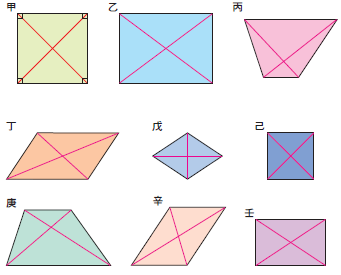 甲 乙 丙
丁 戊 己
庚 辛 壬